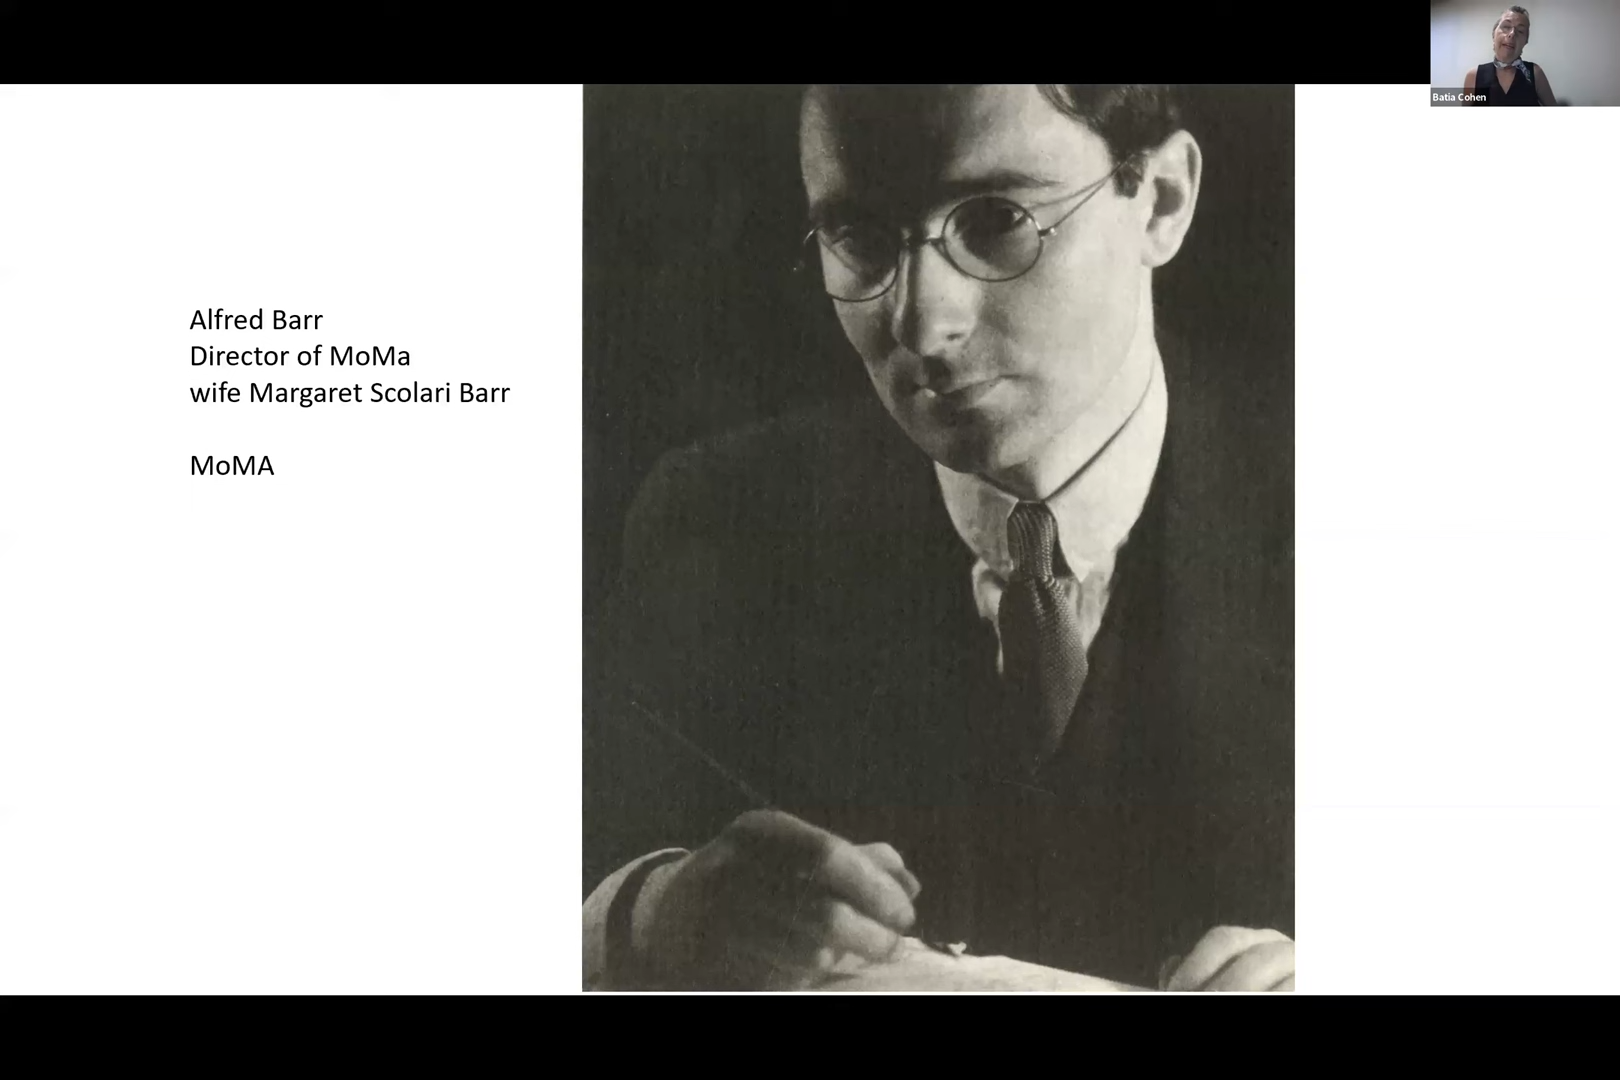 Alfred Barr
Director of MoMa
wife Margaret Scolari Barr
MoMA
Batia Cohen